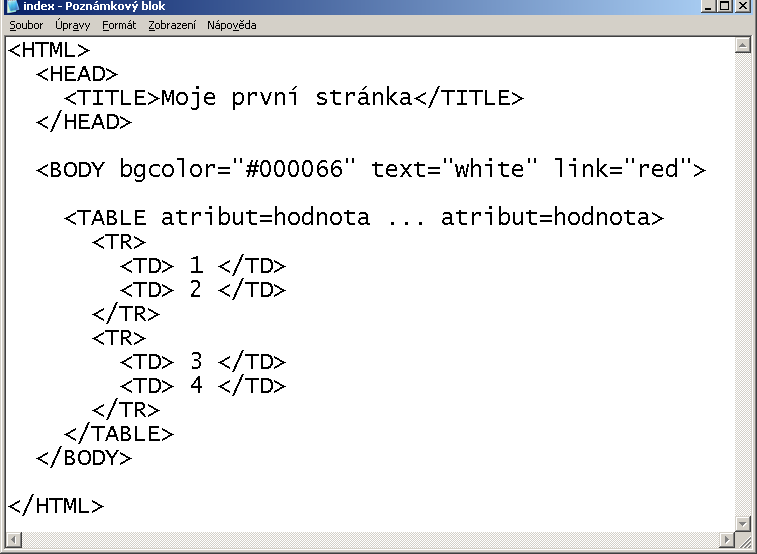 index - Poznámkový blok
Soubor Úpravy Formát Zobrazení Nápověda
<HTML>
<HEAD>
<TITLE>Moje první stránka</TITLE>
</HEAD>
<BODY bgcolor="#000066" text="white" link="red">
<TABLE atribut=hodnota ... atribut=hodnota>
<TR>
<TD> 1 </TD>
<TD> 2 </TD>
</TR>
<TR>
<TD> 3 </TD>
<TD> 4 </TD>
</TR>
</TABLE>
</BODY>
</HTML>